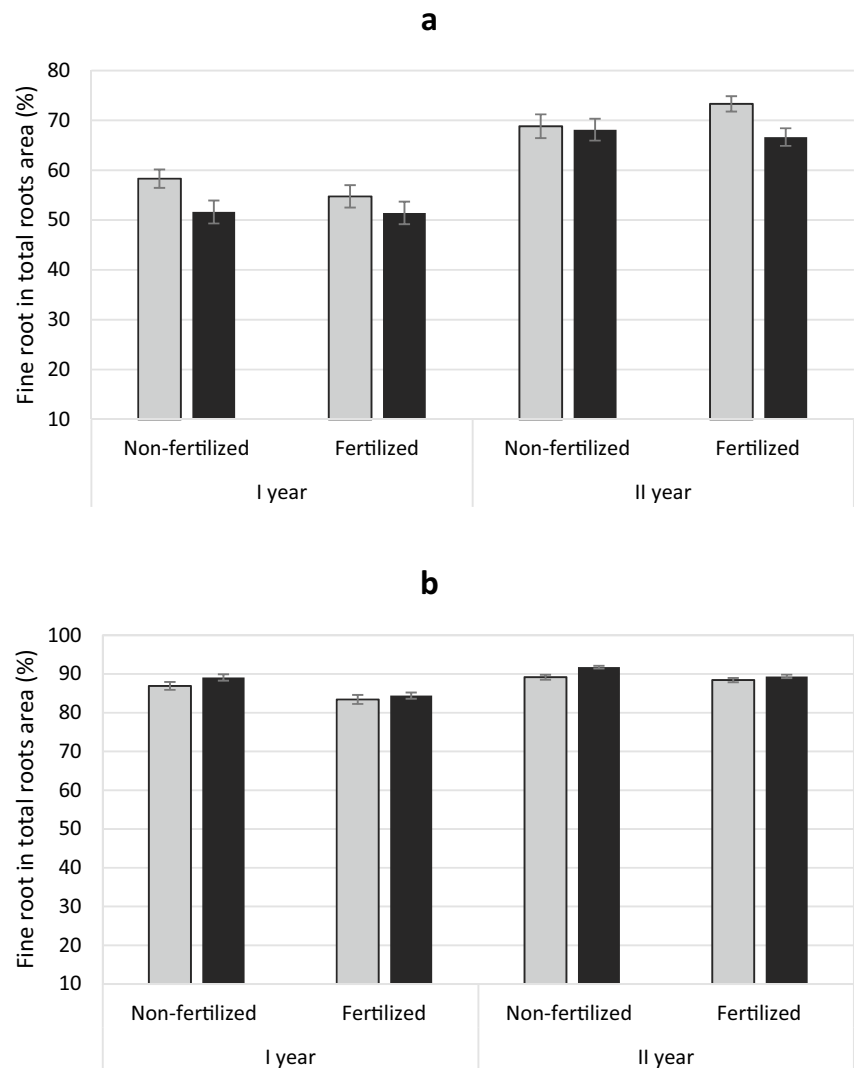 a
Fine root in total roots area (%)
80
70
60
50
40
30
20
10
Non-fertilized Fertilized Non-fertilized Fertilized
I year II year
b
Fine root in total roots area (%)
100
90
80
70
60
50
40
30
20
10
Non-fertilized Fertilized Non-fertilized Fertilized
I year II year